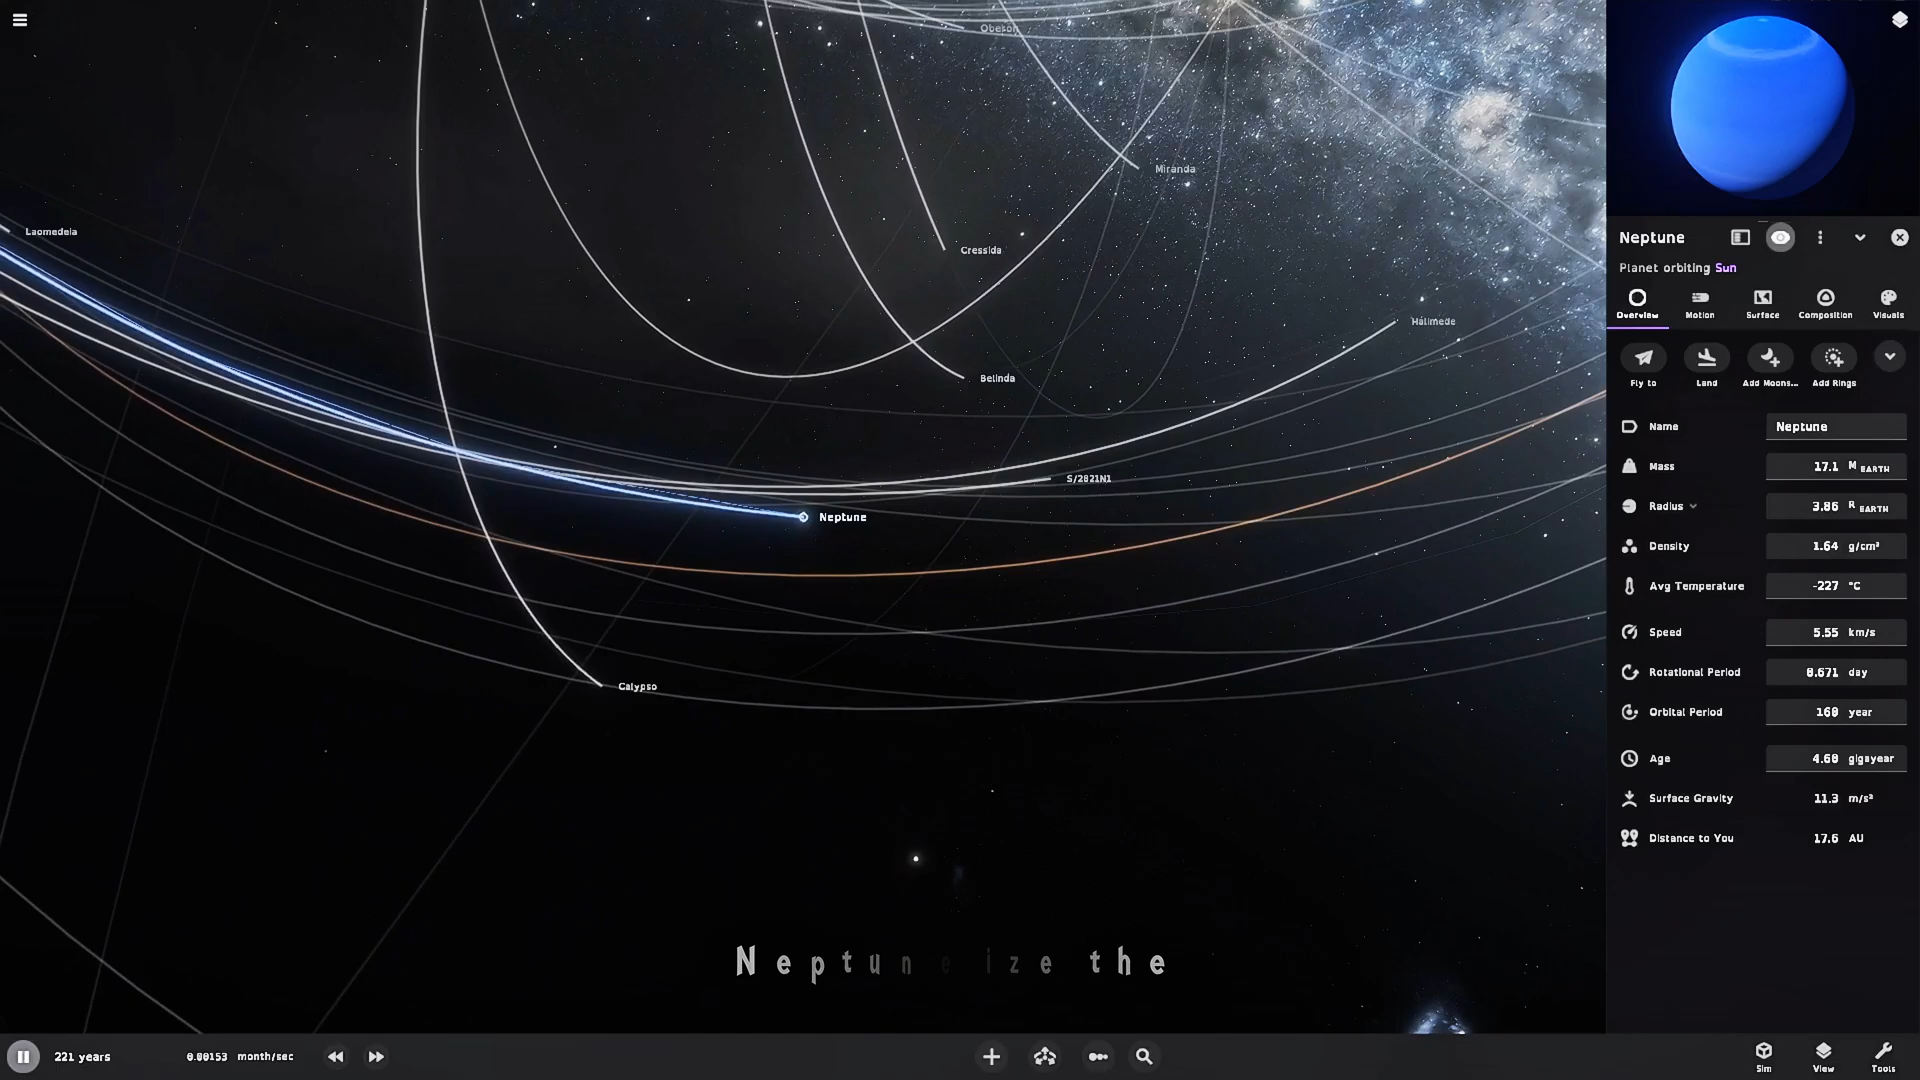 Oberon
Miranda
Laomedeia
Cressida
Halimede
Belinda
S/2021N1
Neptune
Calypso
Neptune ize the
221 years
0.00153 month/sec
Neptune
Planet orbiting Sun
Overview
Motion
Surface
Composition
Visuals
Fly to
Land
Add Moons...
Add Rings
Name Neptune
Mass 17.1 M EARTH
Radius 3.86 R EARTH
Density 1.64 g/cm³
Avg Temperature -227 °C
Speed 5.55 km/s
Rotational Period 0.671 day
Orbital Period 160 year
Age 4.60 gigayear
Surface Gravity 11.3 m/s²
Distance to You 17.6 AU
Sim
View
Tools